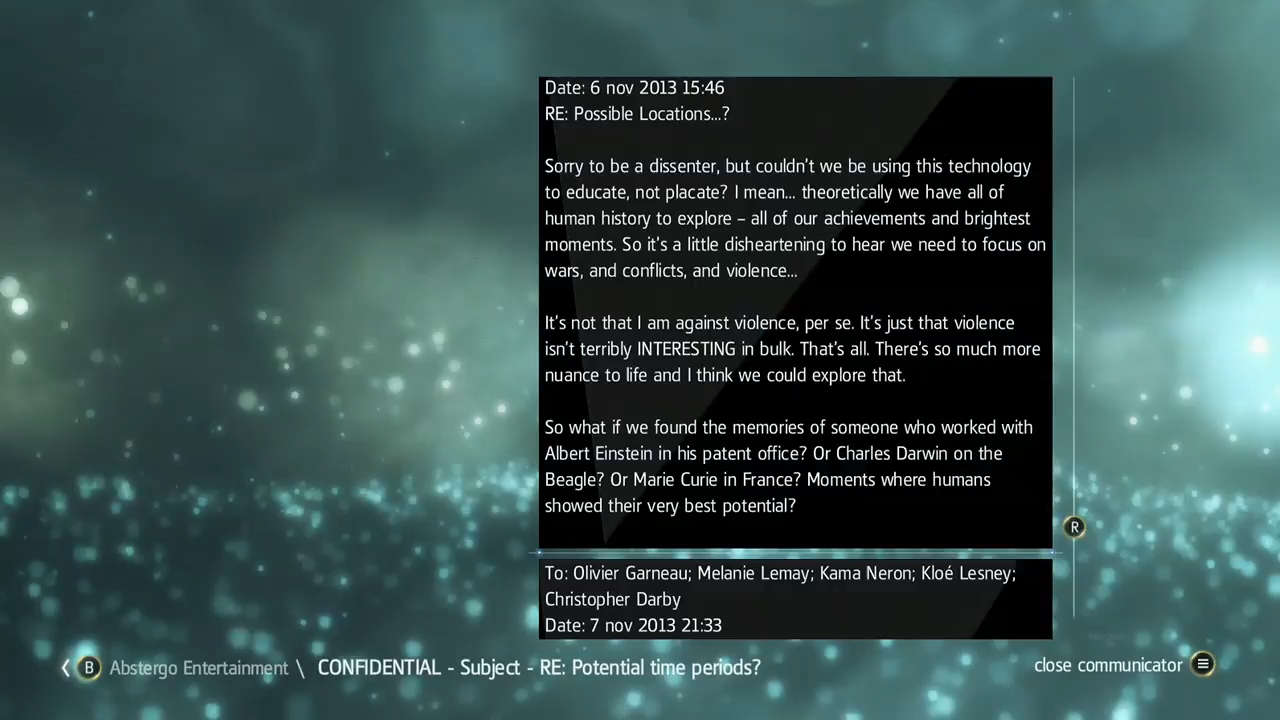 Date: 6 nov 2013 15:46
RE: Possible Locations...?
Sorry to be a dissenter, but couldn't we be using this technology
to educate, not placate? I mean... theoretically we have all of
human history to explore – all of our achievements and brightest
moments. So it's a little disheartening to hear we need to focus on
wars, and conflicts, and violence...
It's not that I am against violence, per se. It's just that violence
isn't terribly INTERESTING in bulk. That's all. There's so much more
nuance to life and I think we could explore that.
So what if we found the memories of someone who worked with
Albert Einstein in his patent office? Or Charles Darwin on the
Beagle? Or Marie Curie in France? Moments where humans
showed their very best potential?
R
To: Olivier Garneau; Melanie Lemay; Kama Neron; Kloé Lesney;
Christopher Darby
Date: 7 nov 2013 21:33
B Abstergo Entertainment \ CONFIDENTIAL - Subject - RE: Potential time periods?
close communicator